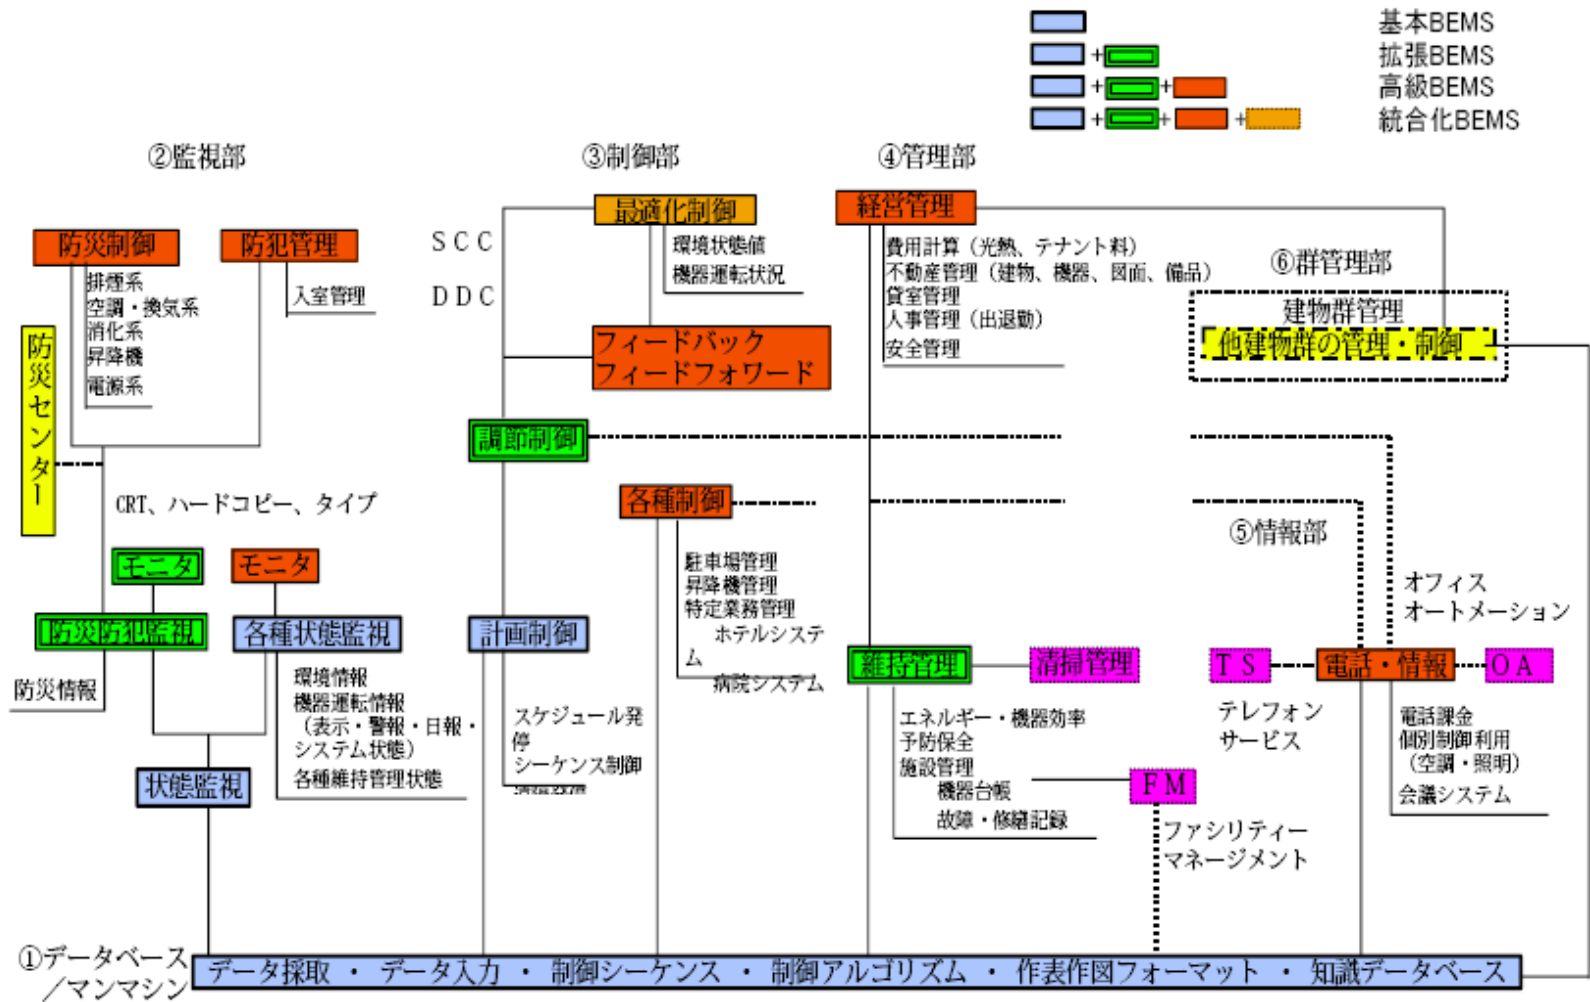 基本BEMS
+ 拡張BEMS
+ + 高級BEMS
+ + + 統合化BEMS
②監視部
③制御部
④管理部
防災制御
排煙系
空調・換気系
消化系
昇降機
電源系
防犯管理
入室管理
防災センター
CRT、ハードコピー、タイプ
モニタ
モニタ
防災防犯監視
各種状態監視
防災情報
環境情報
機器運転情報
(表示・警報・日報・
システム状態)
各種維持管理状態
状態監視
SCC
DDC
最適化制御
環境状態値
機器運転状況
フィードバック
フィードフォワード
調節制御
各種制御
駐車場管理
昇降機管理
特定業務管理
ホテルシステ
ム
病院システム
計画制御
スケジュール発
停
シーケンス制御
経営管理
費用計算(光熱、テナント料)
不動産管理(建物、機器、図面、備品)
貸室管理
人事管理(出退勤)
安全管理
⑥群管理部
建物群管理
他建物群の管理・制御
維持管理
清掃管理
エネルギー・機器効率
予防保全
施設管理
機器台帳
故障・修繕記録
FM
ファシリティー
マネージメント
⑤情報部
オフィス
オートメーション
TS
電話・情報
OA
テレフォン
サービス
電話課金
個別制御利用
(空調・照明)
会議システム
①データベース
/マンマシン
データ採取 ・ データ入力 ・ 制御シーケンス ・ 制御アルゴリズム ・ 作表作図フォーマット ・ 知識データベース